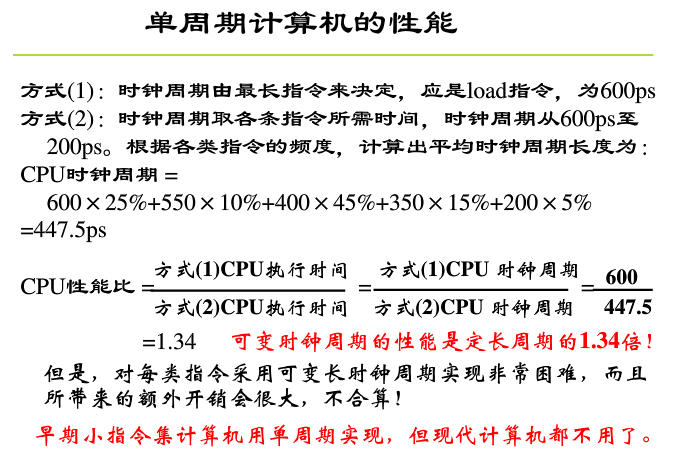 单周期计算机的性能
方式(1)：时钟周期由最长指令来决定，应是load指令，为600ps
方式(2)：时钟周期取各条指令所需时间，时钟周期从600ps至
200ps。根据各类指令的频度，计算出平均时钟周期长度为：
CPU时钟周期 =
600×25%+550×10%+400×45%+350×15%+200×5%
=447.5ps
CPU性能比 = 方式(1)CPU执行时间 / 方式(2)CPU执行时间 = 方式(1)CPU 时钟周期 / 方式(2)CPU 时钟周期 = 600 / 447.5
=1.34 可变时钟周期的性能是定长周期的1.34倍！
但是，对每类指令采用可变长时钟周期实现非常困难，而且
所带来的额外开销会很大，不合算！
早期小指令集计算机用单周期实现，但现代计算机都不用了。